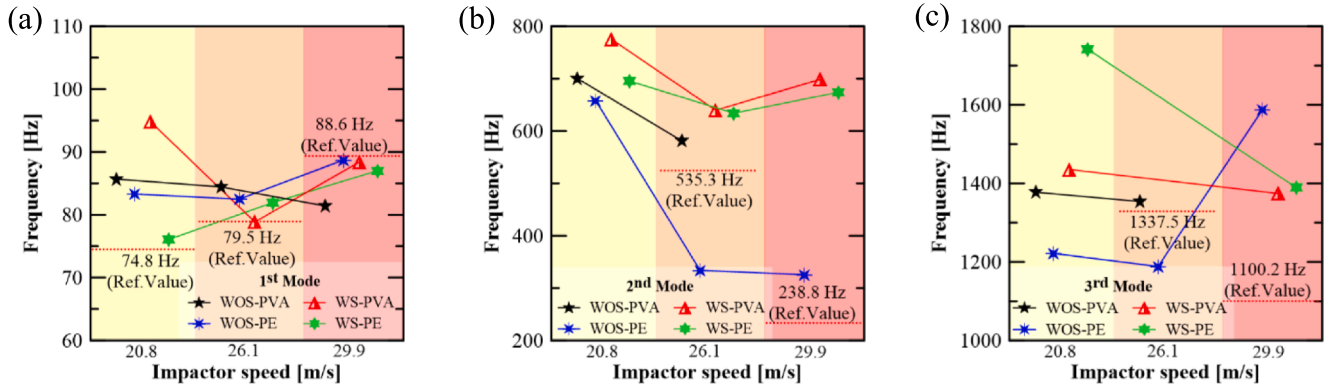 (a)
110
100
90
80
70
60
Frequency [Hz]
88.6 Hz
(Ref.Value)
79.5 Hz
(Ref.Value)
74.8 Hz
(Ref.Value)
1st Mode
WOS-PVA
WS-PVA
WOS-PE
WS-PE
20.8
26.1
29.9
Impactor speed [m/s]
(b)
800
600
400
200
Frequency [Hz]
535.3 Hz
(Ref.Value)
238.8 Hz
(Ref.Value)
2nd Mode
WOS-PVA
WS-PVA
WOS-PE
WS-PE
20.8
26.1
29.9
Impactor speed [m/s]
(c)
1800
1600
1400
1200
1000
Frequency [Hz]
1337.5 Hz
(Ref.Value)
1100.2 Hz
(Ref.Value)
3rd Mode
WOS-PVA
WS-PVA
WOS-PE
WS-PE
20.8
26.1
29.9
Impactor speed [m/s]